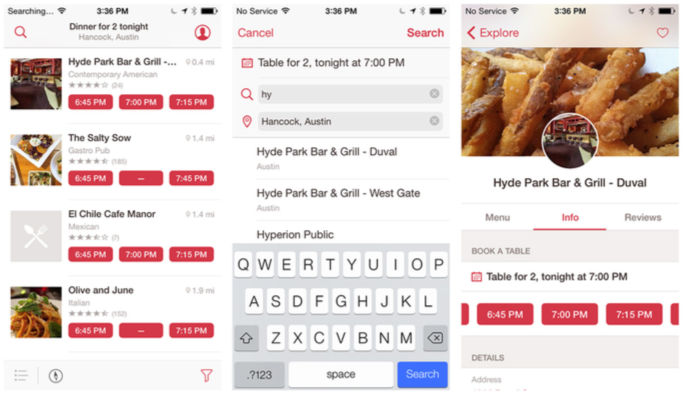 Searching... 3:36 PM
Dinner for 2 tonight
Hancock, Austin
Hyde Park Bar & Grill -...
0.4 mi
Contemporary American
(24)
6:45 PM 7:00 PM 7:15 PM
The Salty Sow
1.4 mi
Gastro Pub
(185)
6:45 PM — 7:45 PM
El Chile Cafe Manor
1.4 mi
Mexican
(7)
6:45 PM 7:00 PM 7:15 PM
Olive and June
1.9 mi
Italian
(152)
6:45 PM — 7:15 PM
No Service 3:36 PM
Cancel Search
Table for 2, tonight at 7:00 PM
hy
Hancock, Austin
Hyde Park Bar & Grill - Duval
Austin
Hyde Park Bar & Grill - West Gate
Austin
Hyperion Public
Q W E R T Y U I O P
A S D F G H J K L
Z X C V B N M
.?123 space Search
No Service 3:36 PM
Explore
Hyde Park Bar & Grill - Duval
Menu Info Reviews
BOOK A TABLE
Table for 2, tonight at 7:00 PM
6:45 PM 7:00 PM 7:15 PM
DETAILS
Address